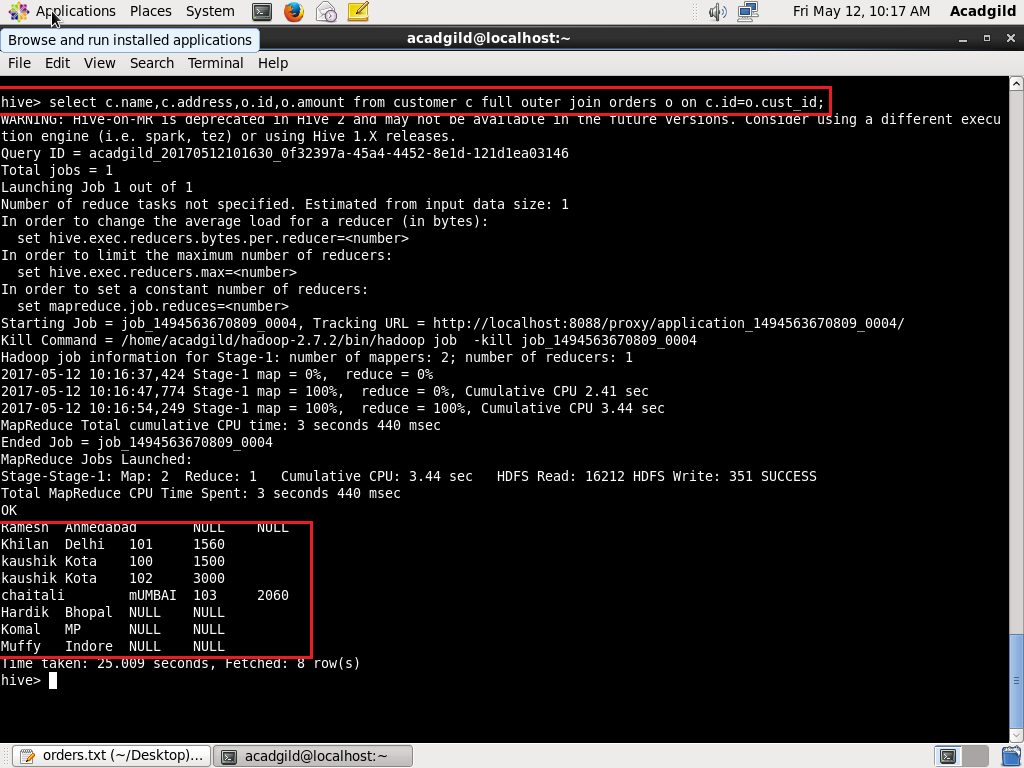 Applications Places System Fri May 12, 10:17 AM Acadgild
Browse and run installed applications
acadgild@localhost:~
File Edit View Search Terminal Help
hive> select c.name,c.address,o.id,o.amount from customer c full outer join orders o on c.id=o.cust_id;
WARNING: Hive-on-MR is deprecated in Hive 2 and may not be available in the future versions. Consider using a different execu
tion engine (i.e. spark, tez) or using Hive 1.X releases.
Query ID = acadgild_20170512101630_0f32397a-45a4-4452-8e1d-121d1ea03146
Total jobs = 1
Launching Job 1 out of 1
Number of reduce tasks not specified. Estimated from input data size: 1
In order to change the average load for a reducer (in bytes):
  set hive.exec.reducers.bytes.per.reducer=<number>
In order to limit the maximum number of reducers:
  set hive.exec.reducers.max=<number>
In order to set a constant number of reducers:
  set mapreduce.job.reduces=<number>
Starting Job = job_1494563670809_0004, Tracking URL = http://localhost:8088/proxy/application_1494563670809_0004/
Kill Command = /home/acadgild/hadoop-2.7.2/bin/hadoop job  -kill job_1494563670809_0004
Hadoop job information for Stage-1: number of mappers: 2; number of reducers: 1
2017-05-12 10:16:37,424 Stage-1 map = 0%,  reduce = 0%
2017-05-12 10:16:47,774 Stage-1 map = 100%,  reduce = 0%, Cumulative CPU 2.41 sec
2017-05-12 10:16:54,249 Stage-1 map = 100%,  reduce = 100%, Cumulative CPU 3.44 sec
MapReduce Total cumulative CPU time: 3 seconds 440 msec
Ended Job = job_1494563670809_0004
MapReduce Jobs Launched:
Stage-Stage-1: Map: 2  Reduce: 1   Cumulative CPU: 3.44 sec   HDFS Read: 16212 HDFS Write: 351 SUCCESS
Total MapReduce CPU Time Spent: 3 seconds 440 msec
OK
Ramesh  Ahmedabad       NULL    NULL
Khilan  Delhi   101     1560
kaushik Kota    100     1500
kaushik Kota    102     3000
chaitali        mUMBAI  103     2060
Hardik  Bhopal  NULL    NULL
Komal   MP      NULL    NULL
Muffy   Indore  NULL    NULL
Time taken: 25.009 seconds, Fetched: 8 row(s)
hive>
orders.txt (~/Desktop)... acadgild@localhost:~